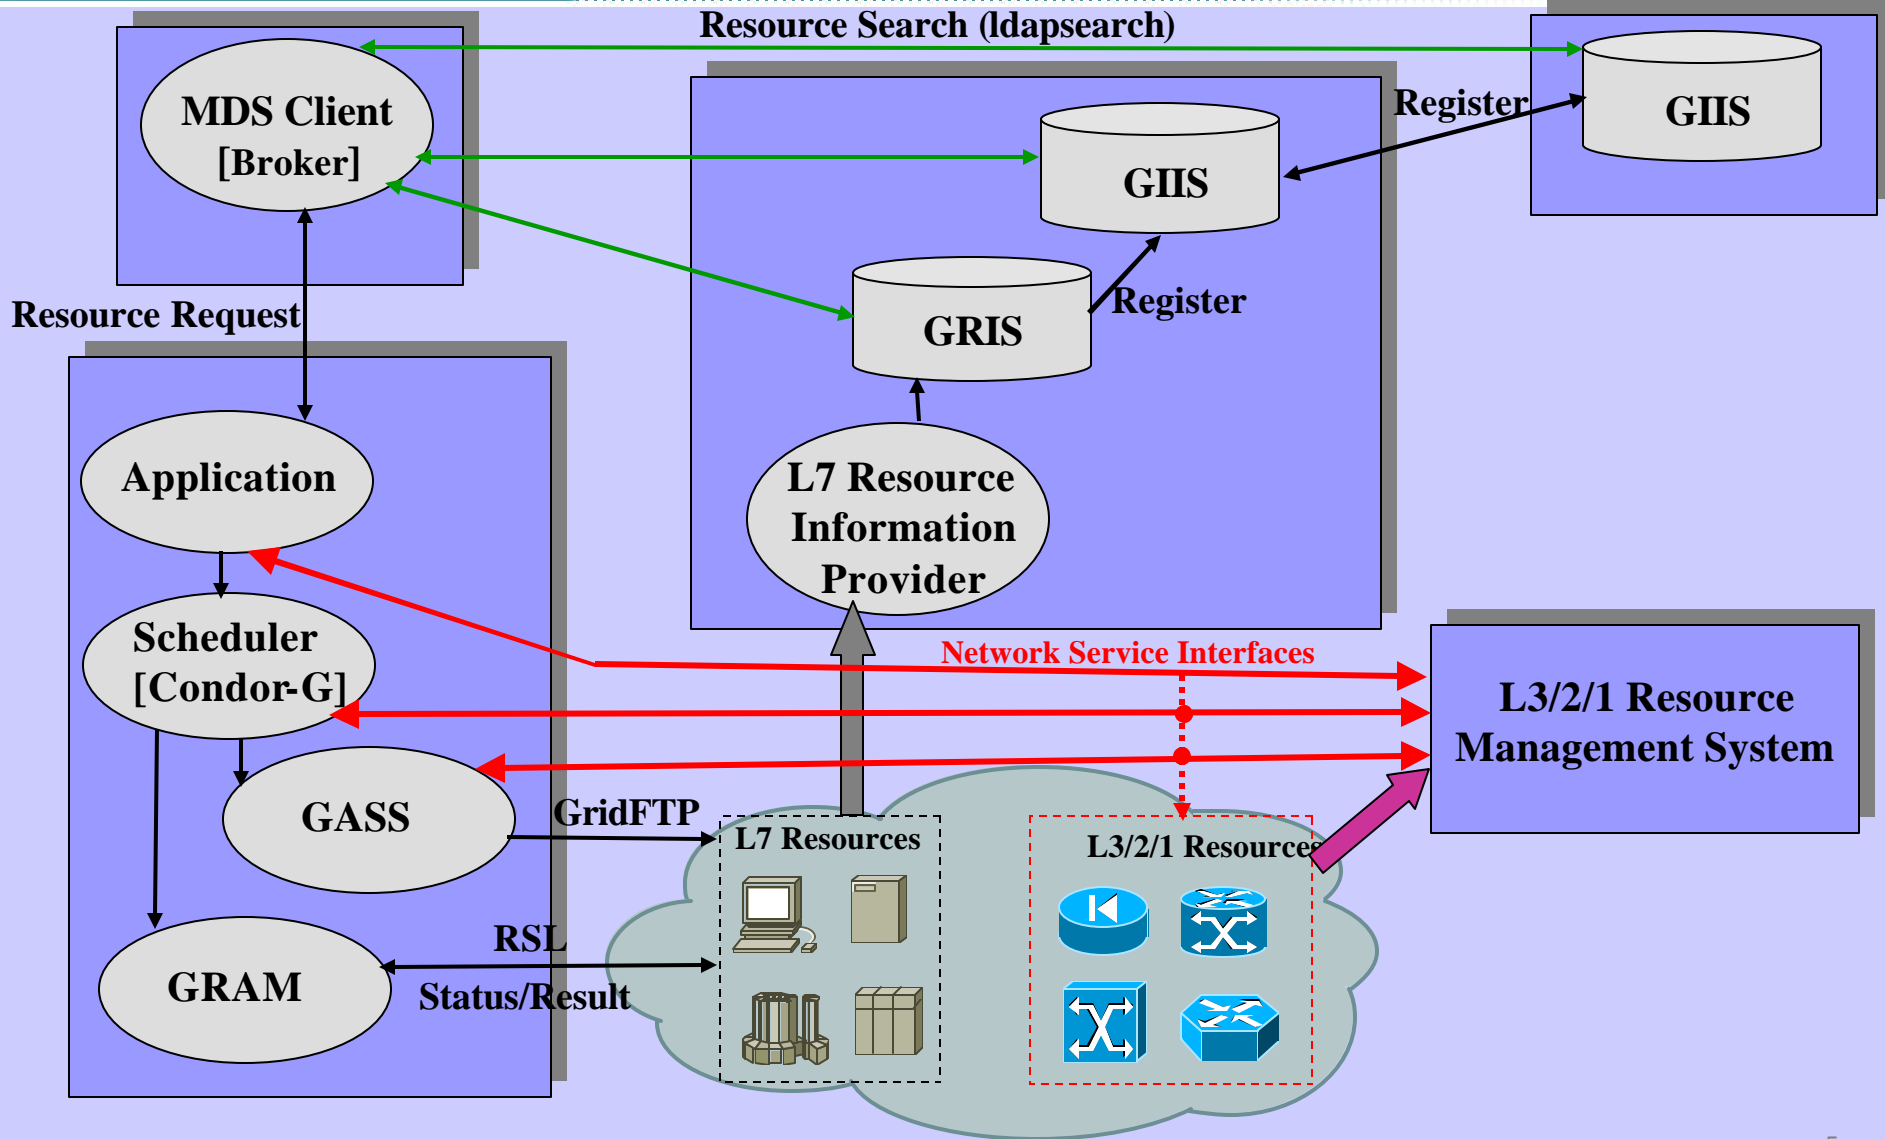 Resource Search (ldapsearch)
MDS Client
[Broker]
Register
GIIS
GIIS
Resource Request
Register
GRIS
Application
L7 Resource
Information
Provider
Scheduler
[Condor-G]
Network Service Interfaces
L3/2/1 Resource
Management System
GASS
GridFTP
L7 Resources
L3/2/1 Resources
RSL
GRAM
Status/Result